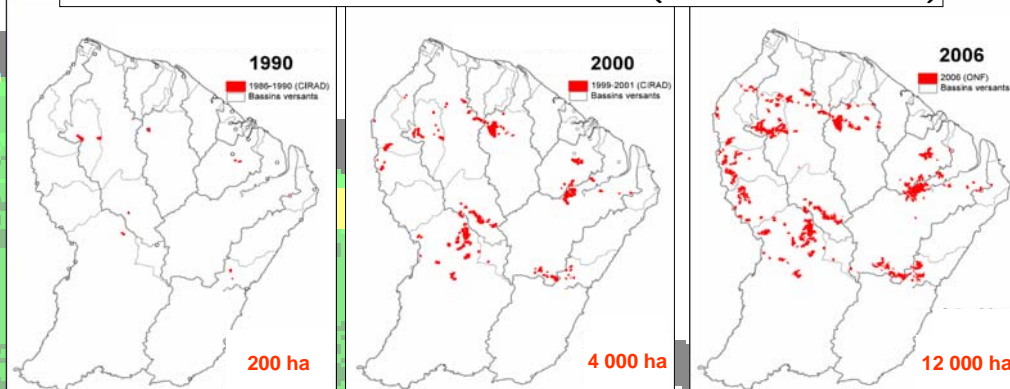 1990
1986-1990 (CIRAD)
Bassins versants
200 ha
2000
1999-2001 (CIRAD)
Bassins versants
4 000 ha
2006
2006 (ONF)
Bassins versants
12 000 ha